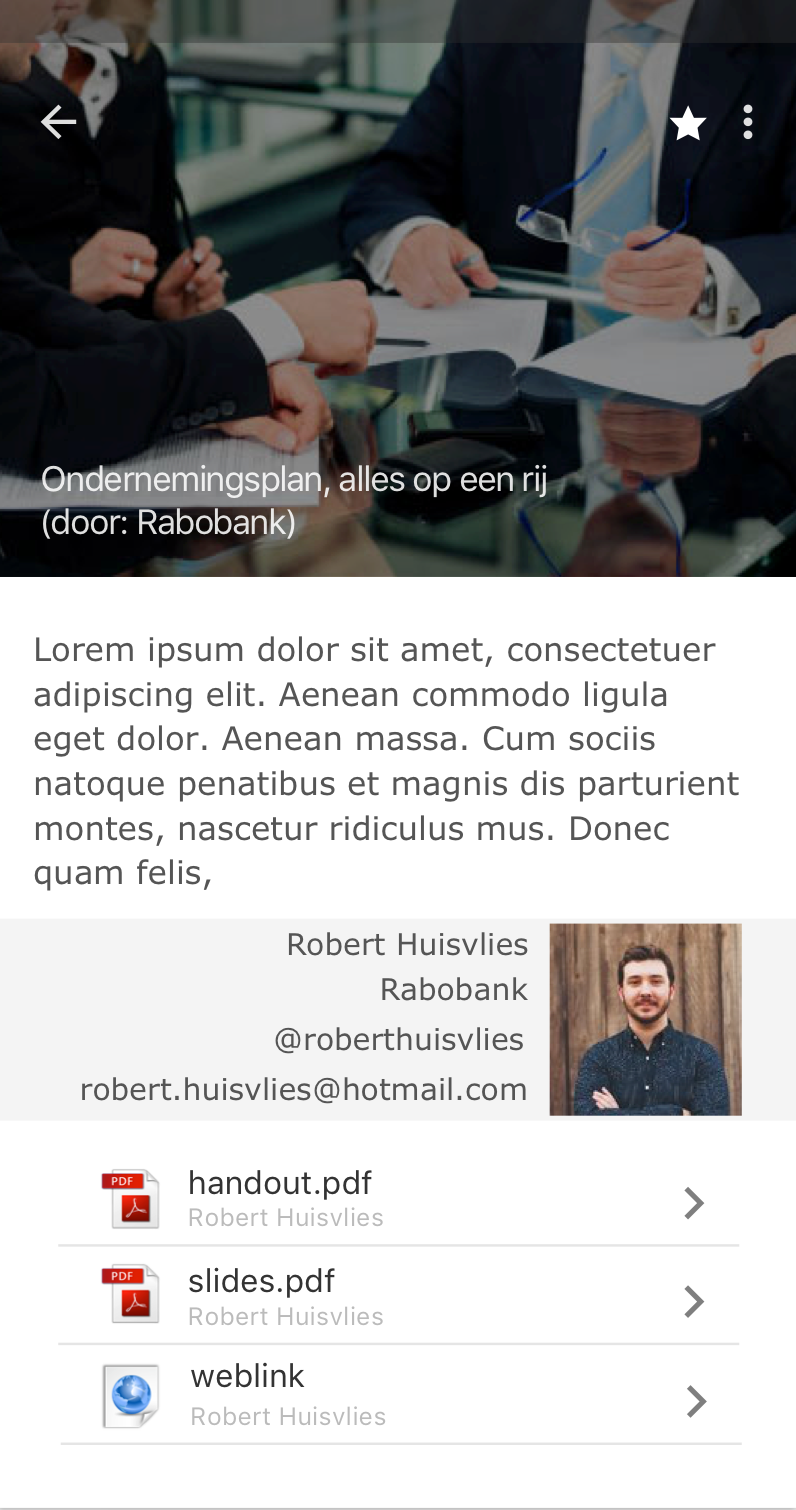 Ondernemingsplan, alles op een rij
(door: Rabobank)
Lorem ipsum dolor sit amet, consectetuer
adipiscing elit. Aenean commodo ligula
eget dolor. Aenean massa. Cum sociis
natoque penatibus et magnis dis parturient
montes, nascetur ridiculus mus. Donec
quam felis,
Robert Huisvlies
Rabobank
@roberthuisvlies
robert.huisvlies@hotmail.com
PDF
handout.pdf
Robert Huisvlies
PDF
slides.pdf
Robert Huisvlies
weblink
Robert Huisvlies